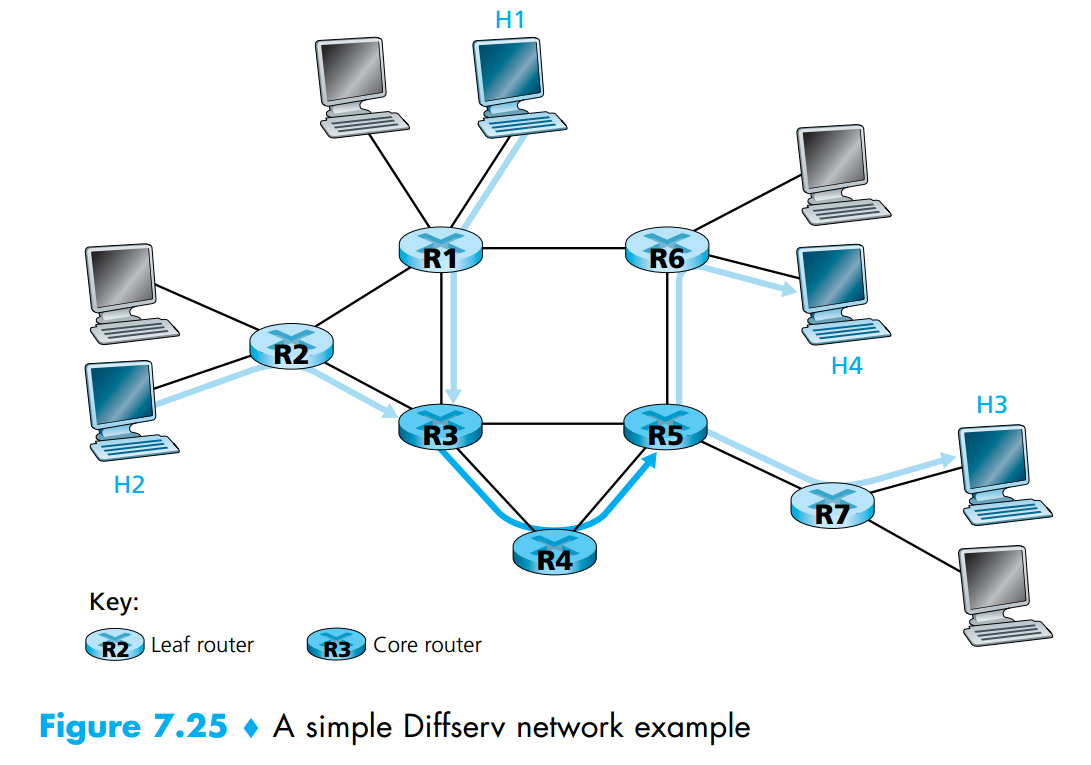 H1
R1
R6
R2
H4
H3
R3
R5
H2
R7
R4
Key:
R2 Leaf router R3 Core router
Figure 7.25 ♦ A simple Diffserv network example